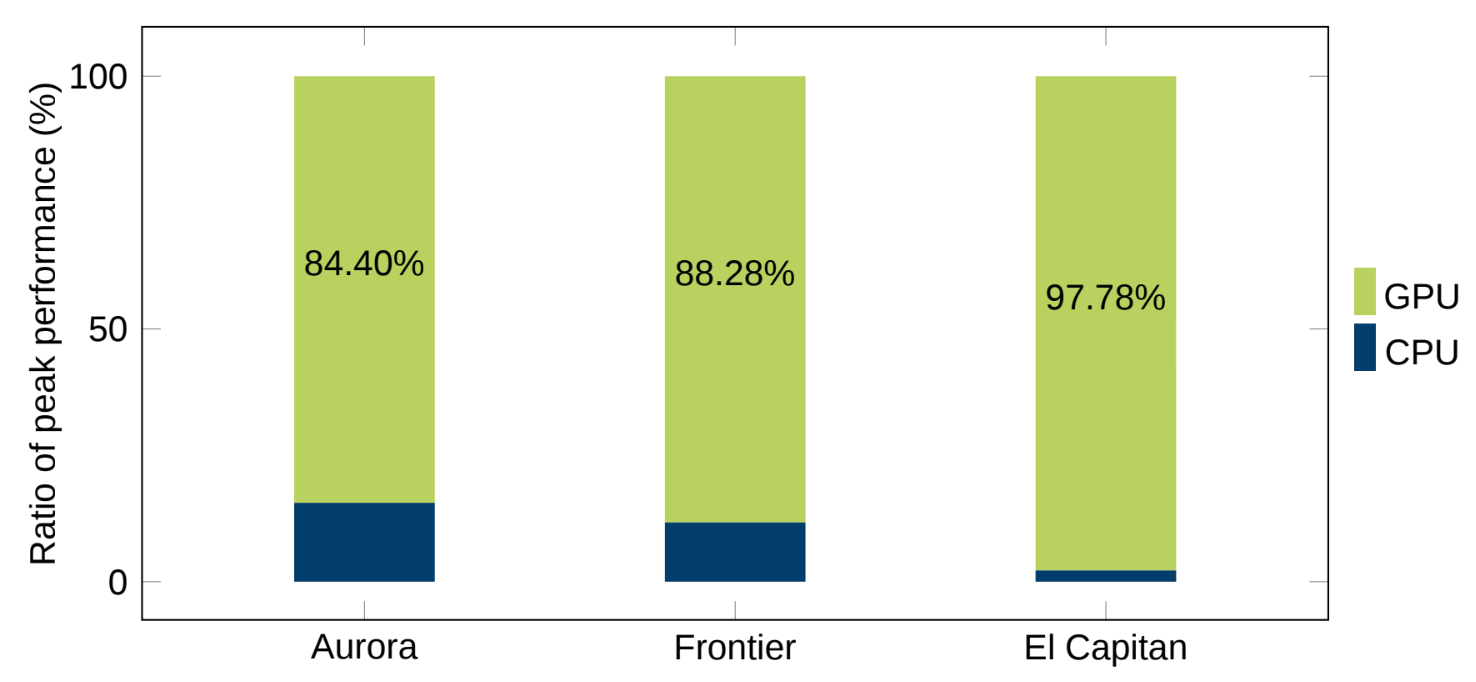 Ratio of peak performance (%)
100
50
0
84.40%
88.28%
97.78%
Aurora
Frontier
El Capitan
GPU
CPU